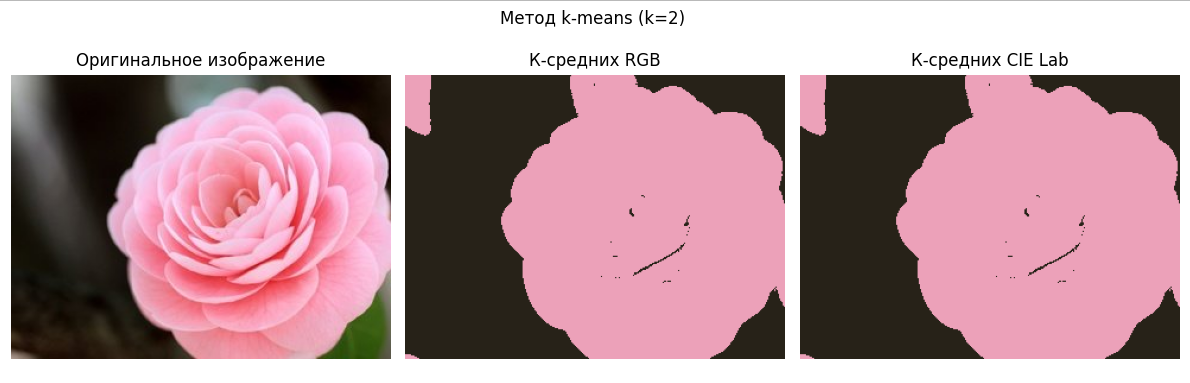 Метод k-means (k=2)
Оригинальное изображение
К-средних RGB
К-средних CIE Lab